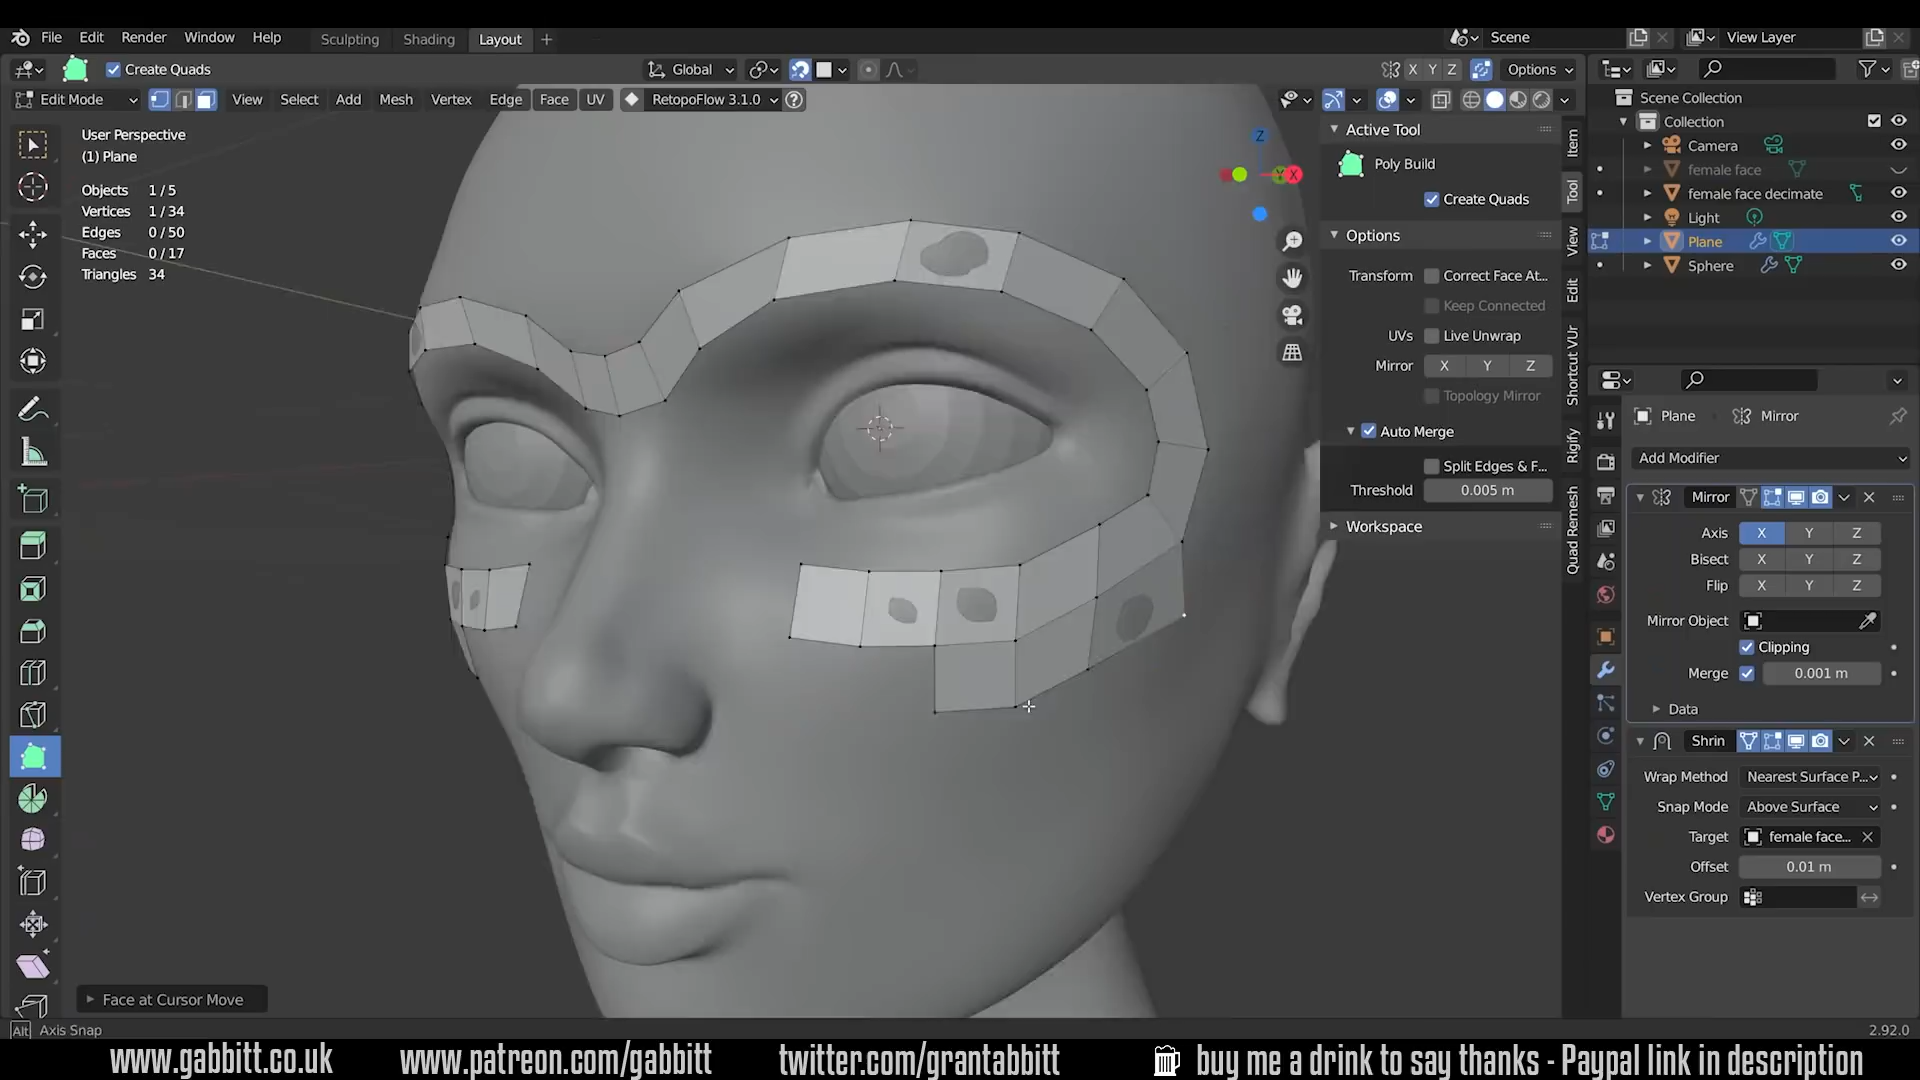 File Edit Render Window Help Sculpting Shading Layout + Scene View Layer
Create Quads Global X Y Z Options
Edit Mode View Select Add Mesh Vertex Edge Face UV RetopoFlow 3.1.0
User Perspective
(1) Plane
Objects 1 / 5
Vertices 1 / 34
Edges 0 / 50
Faces 0 / 17
Triangles 34
Z
Y
X
Active Tool
Poly Build
Create Quads
Options
Transform Correct Face At...
Keep Connected
UVs Live Unwrap
Mirror X Y Z
Topology Mirror
Auto Merge
Split Edges & F...
Threshold 0.005 m
Workspace
Item
Tool
View
Edit
Shortcut VUr
Rigify
Quad Remesh
Scene Collection
Collection
Camera
female face
female face decimate
Light
Plane
Sphere
Plane Mirror
Add Modifier
Mirror
Axis X Y Z
Bisect X Y Z
Flip X Y Z
Mirror Object
Clipping
Merge 0.001 m
Data
Shrin
Wrap Method Nearest Surface P...
Snap Mode Above Surface
Target female face...
Offset 0.01 m
Vertex Group
Face at Cursor Move
Alt Axis Snap 2.92.0
www.gabbitt.co.uk www.patreon.com/gabbitt twitter.com/grantabbitt buy me a drink to say thanks - Paypal link in description